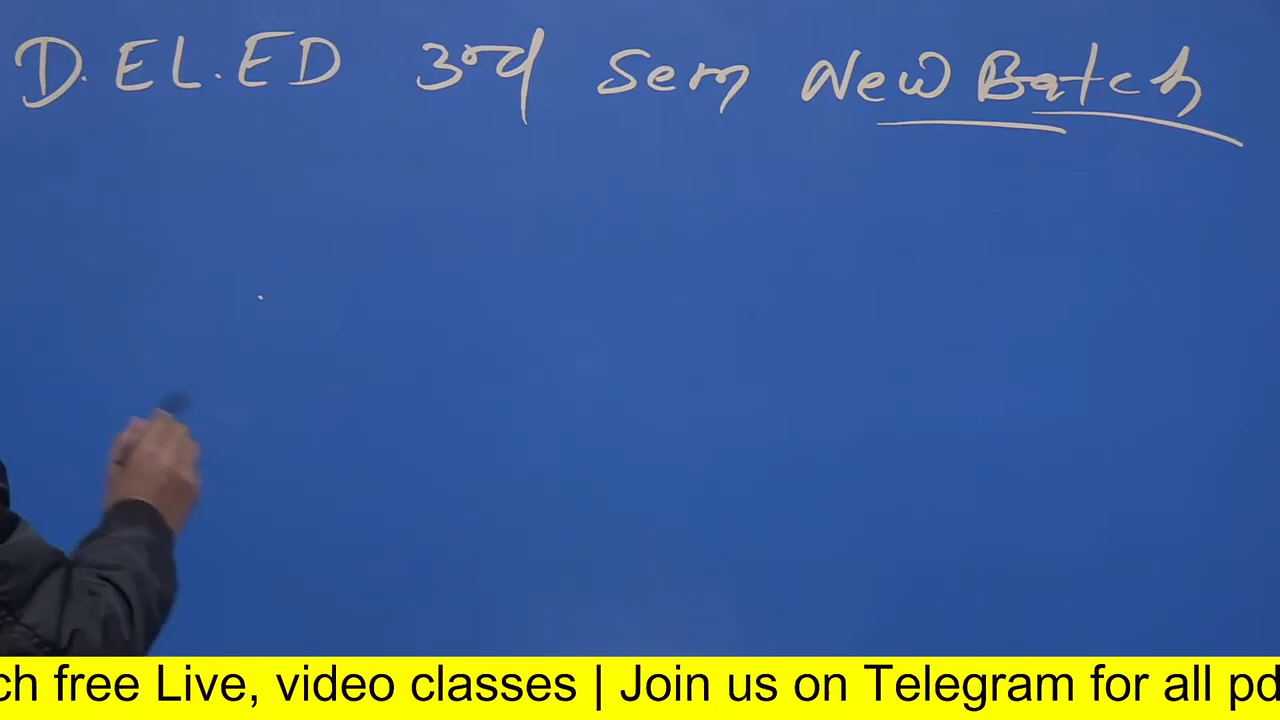 D.EL.ED 3rd Sem New Batch
ch free Live, video classes | Join us on Telegram for all pd